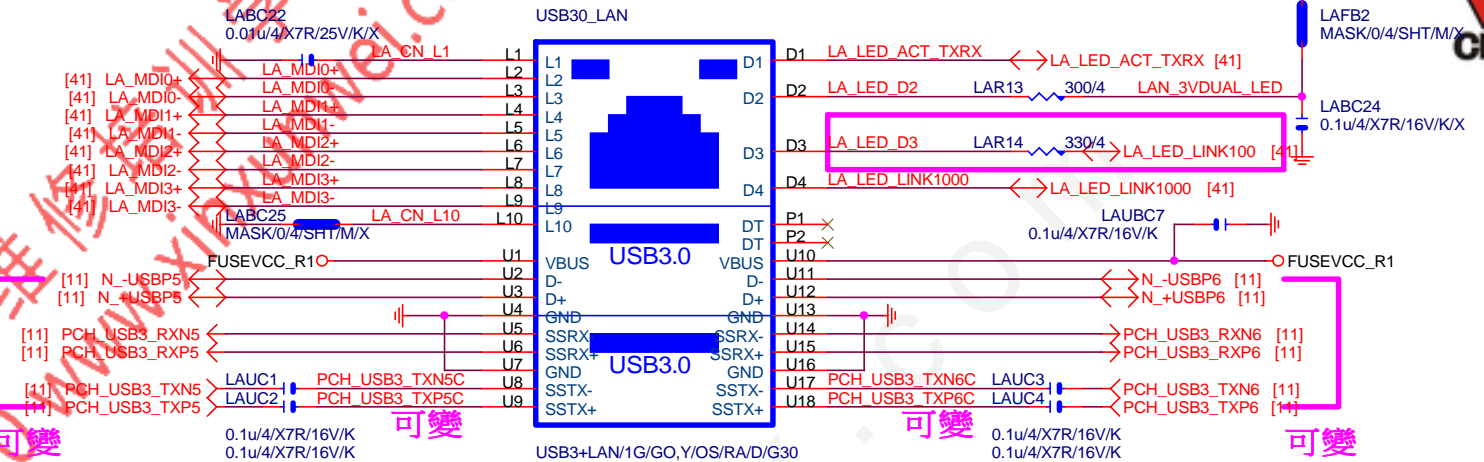 LABC22
0.01u/4/X7R/25V/K/X
USB30_LAN
LAFB2
MASK/0/4/SHT/M/X
LA_CN_L1 L1 L1 D1 D1 LA_LED_ACT_TXRX LA_LED_ACT_TXRX [41]
[41] LA_MDI0+ LA_MDI0+ L2 L2
[41] LA_MDI0- LA_MDI0- L3 L3 D2 D2 LA_LED_D2 LAR13 300/4 LAN_3VDUAL_LED
[41] LA_MDI1+ LA_MDI1+ L4 L4
LABC24
0.1u/4/X7R/16V/K/X
[41] LA_MDI1- LA_MDI1- L5 L5
[41] LA_MDI2+ LA_MDI2+ L6 L6 D3 D3 LA_LED_D3 LAR14 330/4 LA_LED_LINK100 [41]
[41] LA_MDI2- LA_MDI2- L7 L7
[41] LA_MDI3+ LA_MDI3+ L8 L8 D4 D4 LA_LED_LINK1000 LA_LED_LINK1000 [41]
[41] LA_MDI3- LA_MDI3- L9 L9
LABC25 LA_CN_L10 L10 L10 DT P1
MASK/0/4/SHT/M/X
DT P2
LAUBC7
0.1u/4/X7R/16V/K
FUSEVCC_R1 U1 VBUS USB3.0 VBUS U10 FUSEVCC_R1
[11] N_-USBP5 U2 D- D- U11 N_-USBP6 [11]
[11] N_+USBP5 U3 D+ D+ U12 N_+USBP6 [11]
U4 GND GND U13
[11] PCH_USB3_RXN5 U5 SSRX- SSRX- U14 PCH_USB3_RXN6 [11]
[11] PCH_USB3_RXP5 U6 SSRX+ SSRX+ U15 PCH_USB3_RXP6 [11]
U7 GND USB3.0 GND U16
[11] PCH_USB3_TXN5 LAUC1 PCH_USB3_TXN5C U8 SSTX- SSTX- U17 PCH_USB3_TXN6C LAUC3 PCH_USB3_TXN6 [11]
[11] PCH_USB3_TXP5 LAUC2 PCH_USB3_TXP5C U9 SSTX+ SSTX+ U18 PCH_USB3_TXP6C LAUC4 PCH_USB3_TXP6 [11]
可變 可變 可變 可變
0.1u/4/X7R/16V/K
0.1u/4/X7R/16V/K
USB3+LAN/1G/GO,Y/OS/RA/D/G30
0.1u/4/X7R/16V/K
0.1u/4/X7R/16V/K
維修培訓
www.xinxunwei.c
.com